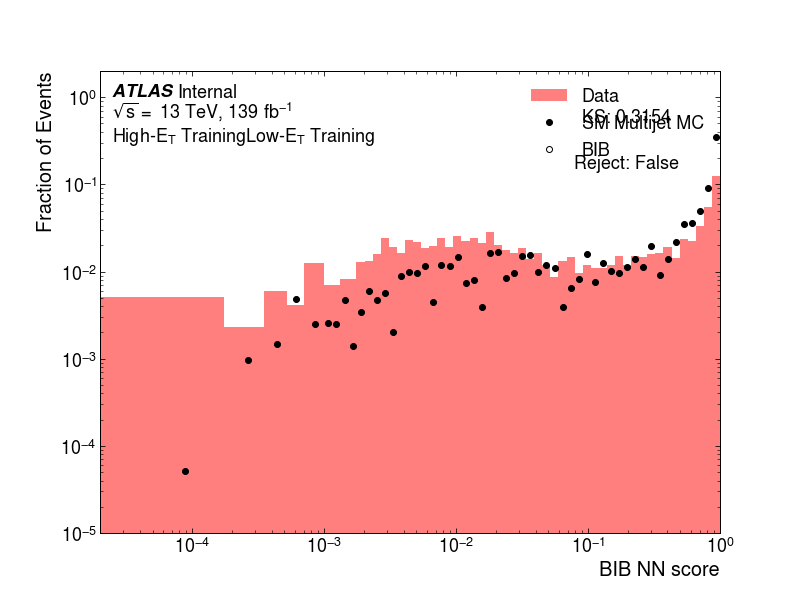 ATLAS Internal
√s = 13 TeV, 139 fb⁻¹
High-E_T TrainingLow-E_T Training
Data
KS: 0.3154
SM Multijet MC
BIB
Reject: False
Fraction of Events
10⁰
10⁻¹
10⁻²
10⁻³
10⁻⁴
10⁻⁵
10⁻⁴ 10⁻³ 10⁻² 10⁻¹ 10⁰
BIB NN score